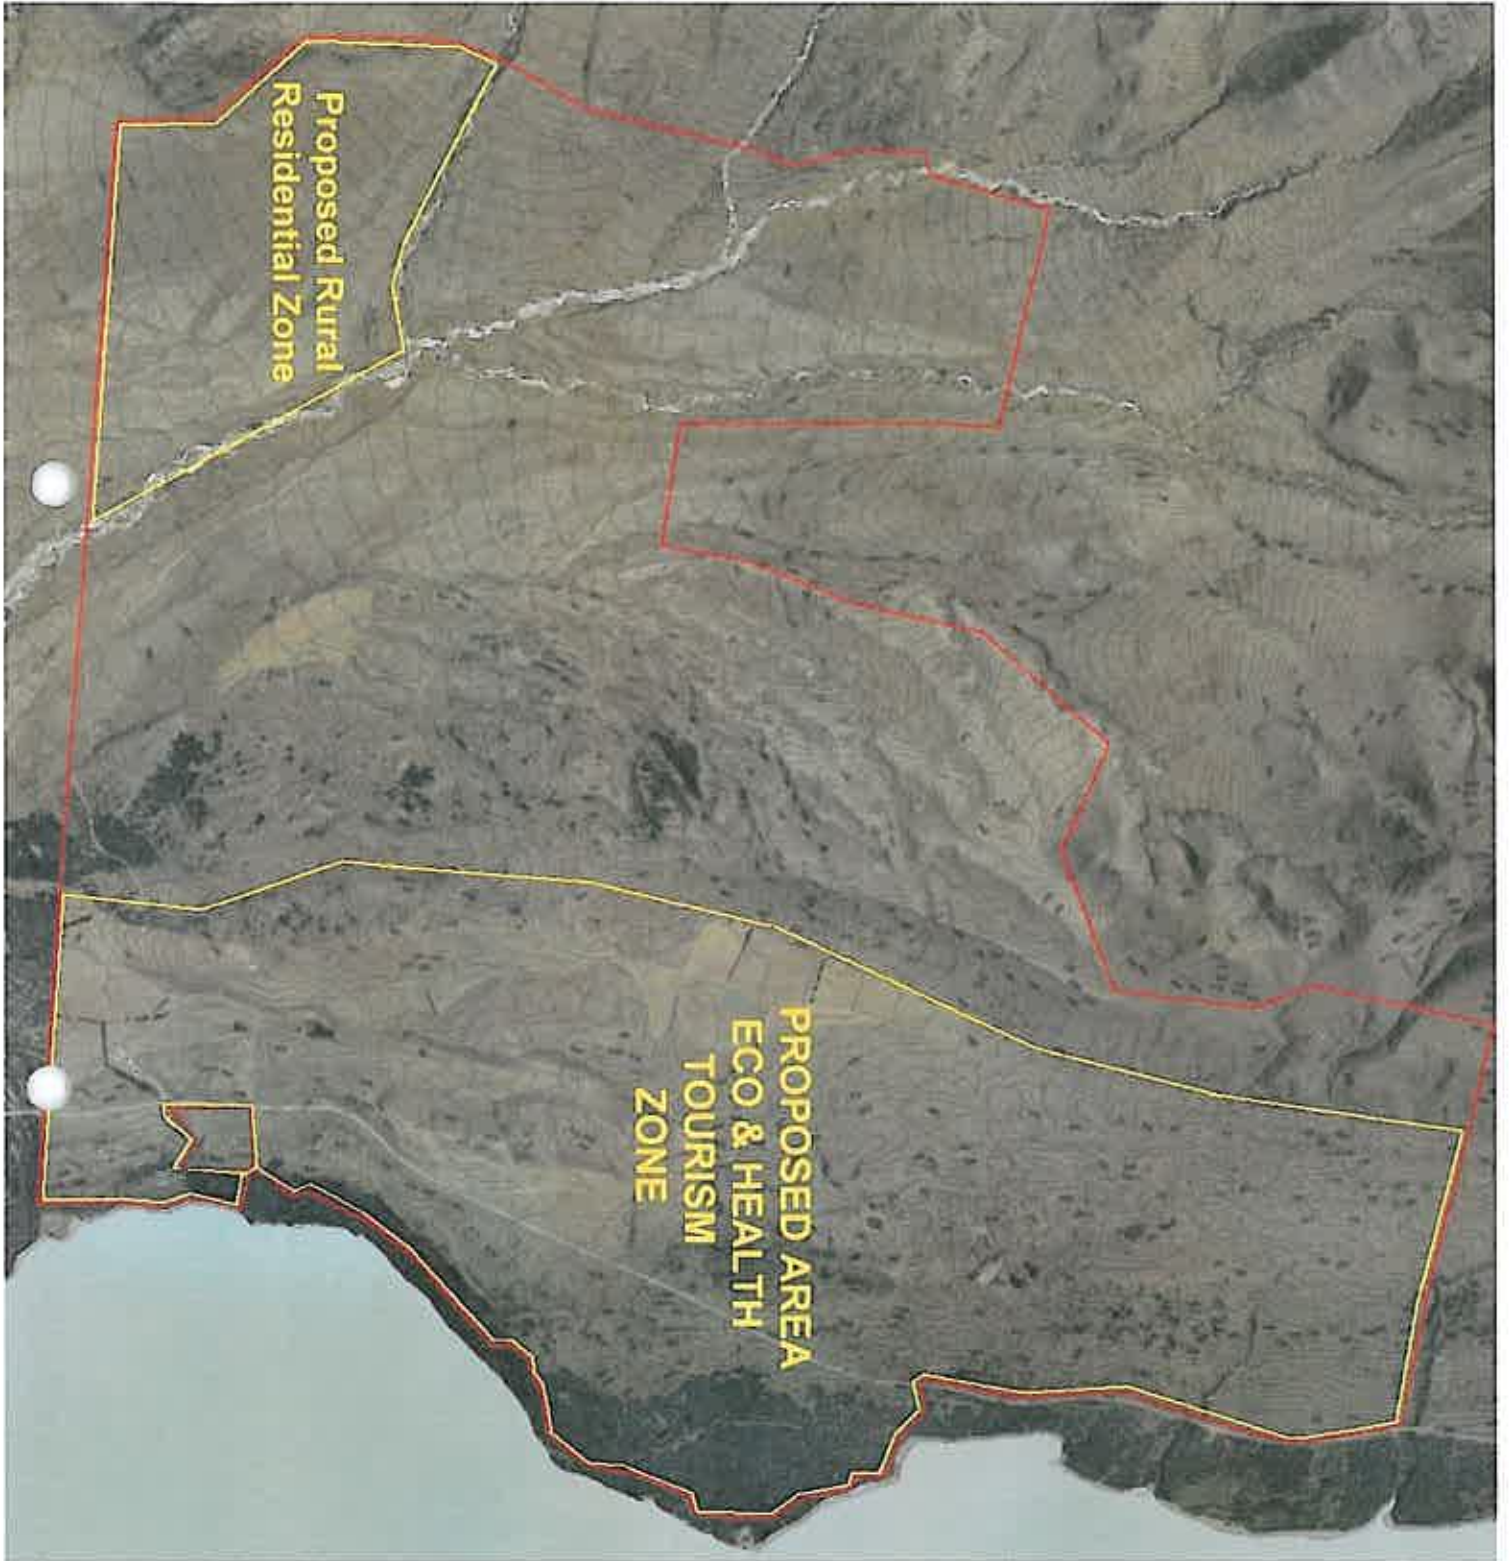 Proposed Rural
Residential Zone
PROPOSED AREA
ECO & HEALTH
TOURISM
ZONE